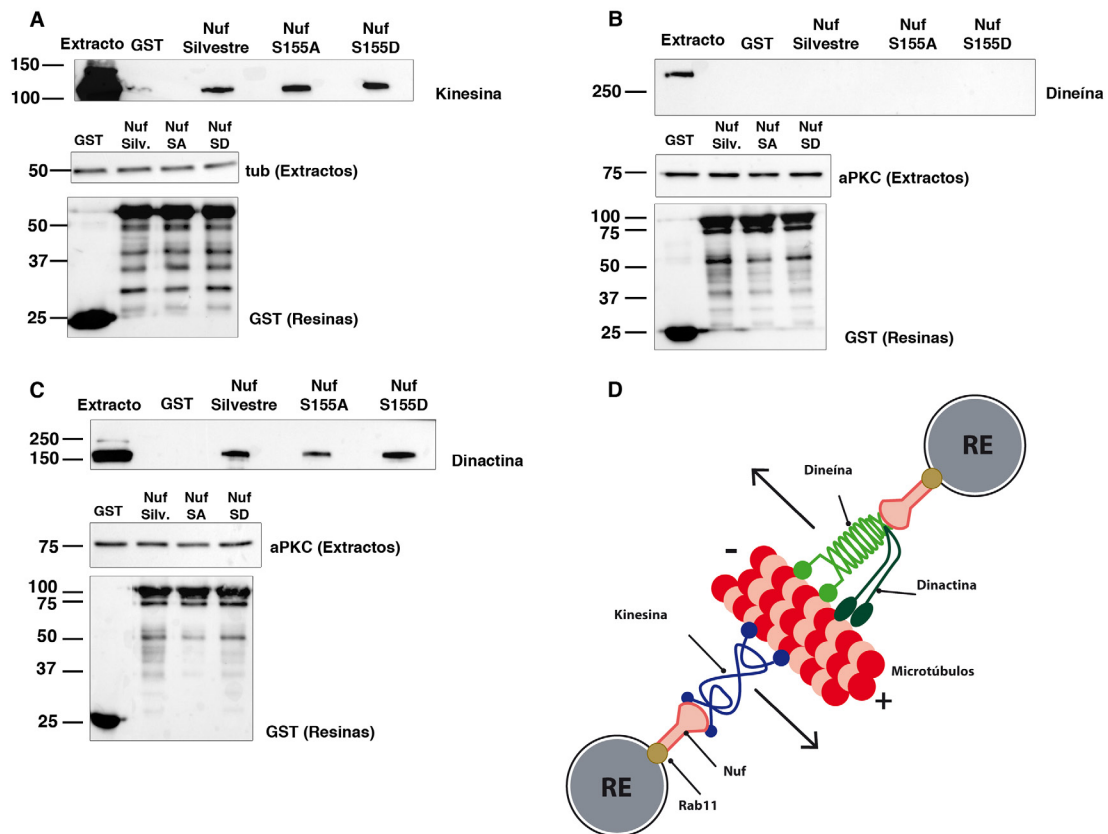 A
Extracto GST Nuf Silvestre Nuf S155A Nuf S155D
150
100
Kinesina
GST Nuf Silv. Nuf SA Nuf SD
50
tub (Extractos)
50
37
25
GST (Resinas)
B
Extracto GST Nuf Silvestre Nuf S155A Nuf S155D
250
Dineína
GST Nuf Silv. Nuf SA Nuf SD
75
aPKC (Extractos)
100
75
50
37
25
GST (Resinas)
C
Extracto GST Nuf Silvestre Nuf S155A Nuf S155D
250
150
Dinactina
GST Nuf Silv. Nuf SA Nuf SD
75
aPKC (Extractos)
100
75
50
37
25
GST (Resinas)
D
RE
Dineína
-
Dinactina
Kinesina
Microtúbulos
+
Nuf
RE
Rab11